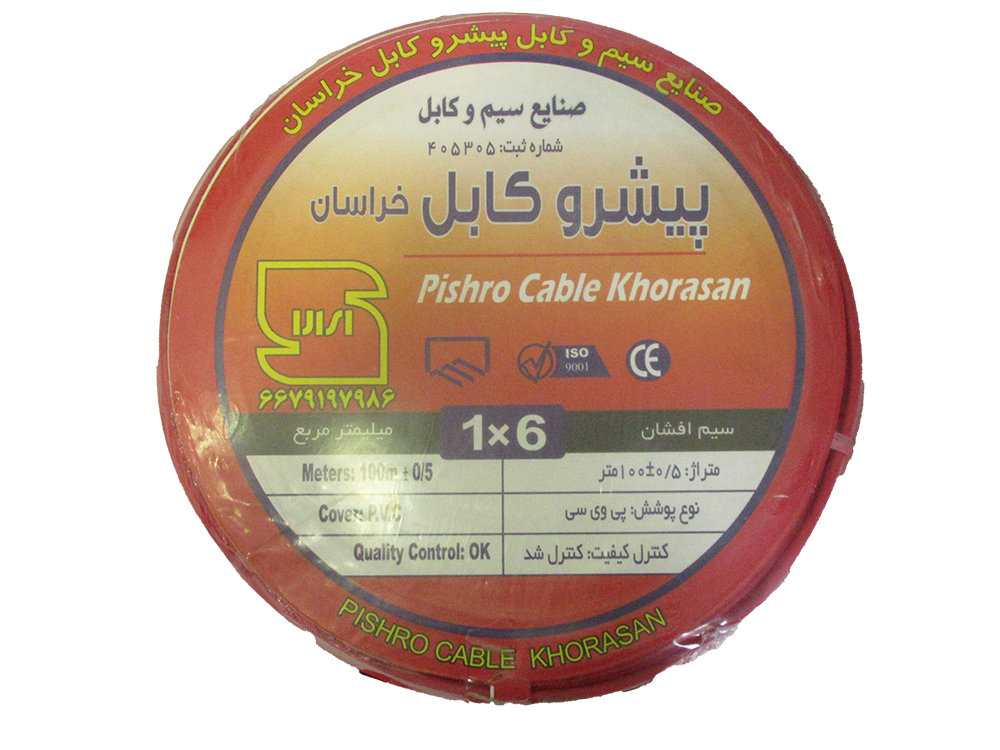 صنایع سیم و کابل پیشرو کابل خراسان
صنایع سیم و کابل
شماره ثبت: ۴۰۵۳۰۵
پیشرو کابل خراسان
Pishro Cable Khorasan
ISO
9001
CE
۶۶۷۹۱۹۷۹۸۶
سیم افشان 1×6 میلیمتر مربع
متراژ: ۱۰۰±۰/۵ متر
Meters: 100m ± 0/5
نوع پوشش: پی وی سی
Cover: P.V.C
کنترل کیفیت: کنترل شد
Quality Control: OK
PISHRO CABLE KHORASAN